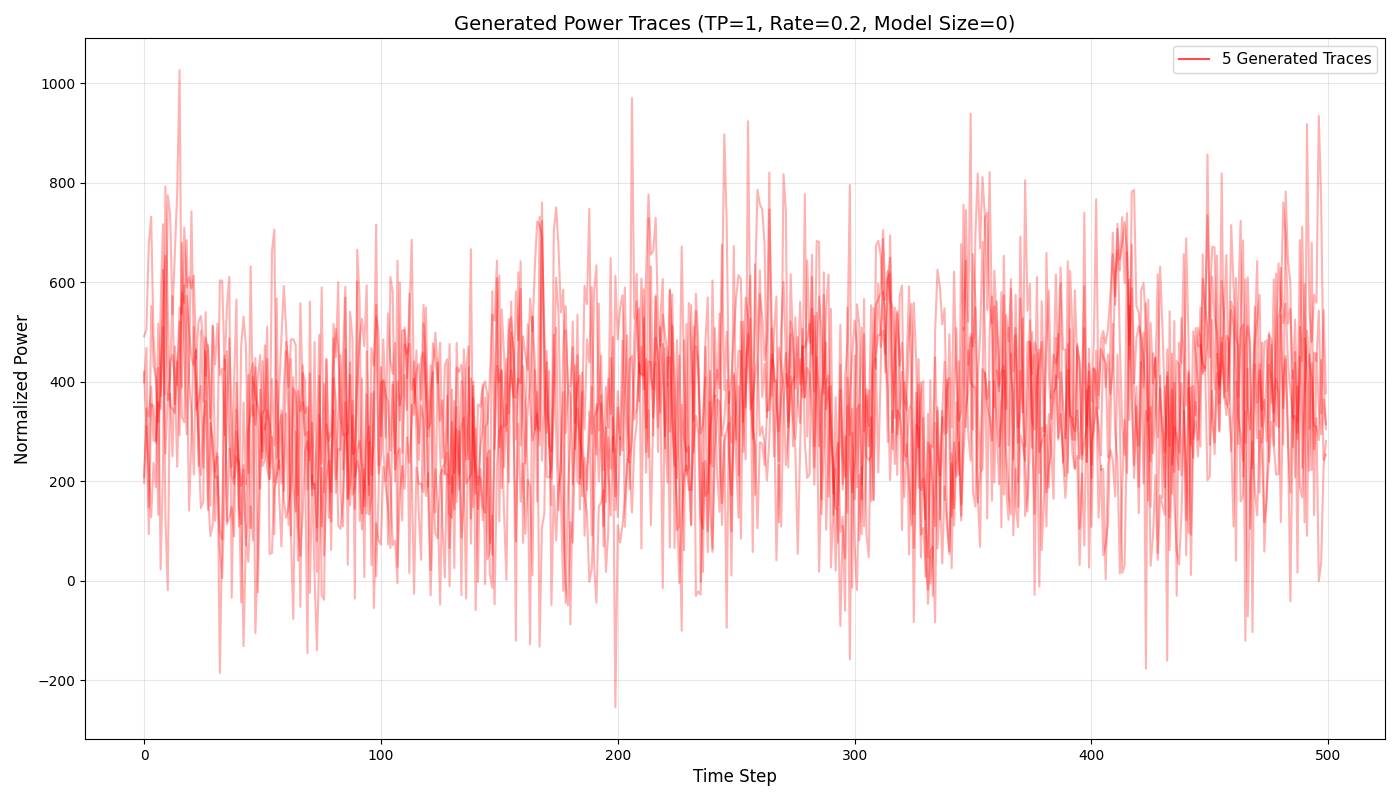 Generated Power Traces (TP=1, Rate=0.2, Model Size=0)
5 Generated Traces
Normalized Power
1000
800
600
400
200
0
−200
0 100 200 300 400 500
Time Step